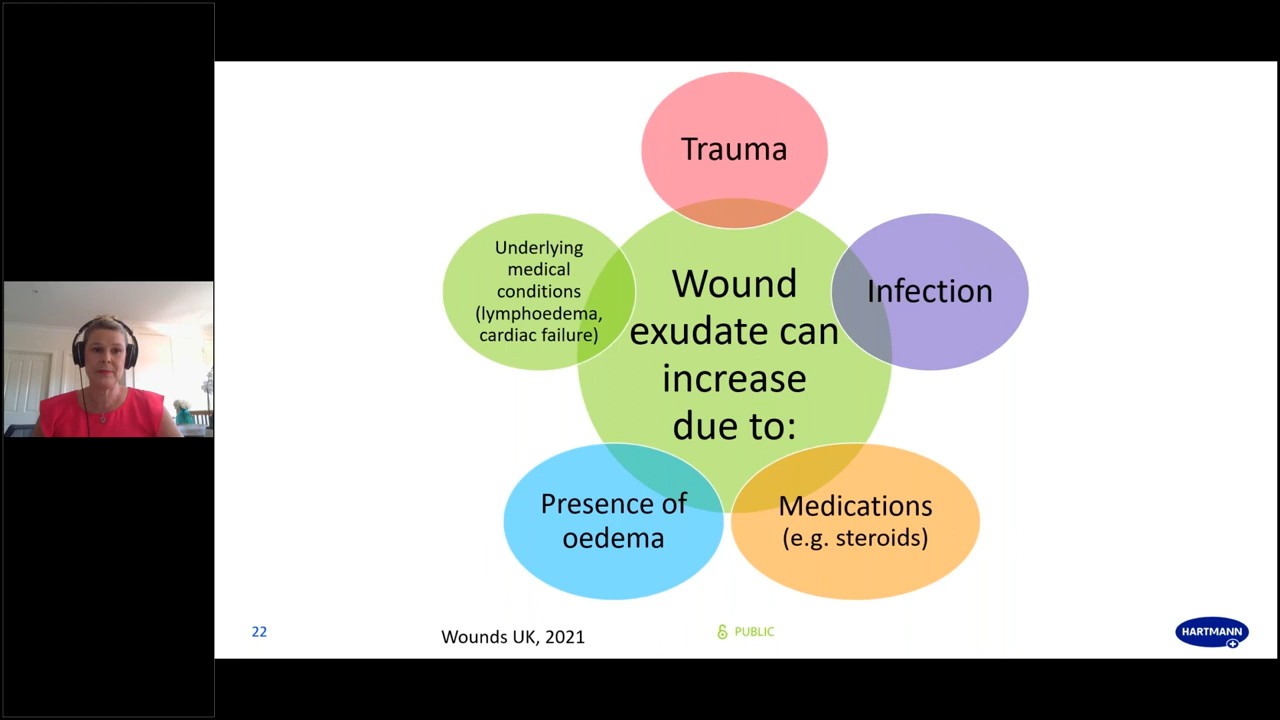 Trauma
Underlying
medical
conditions
(lymphoedema,
cardiac failure)
Wound
exudate can
increase
due to:
Infection
Presence of
oedema
Medications
(e.g. steroids)
22
Wounds UK, 2021
PUBLIC
HARTMANN